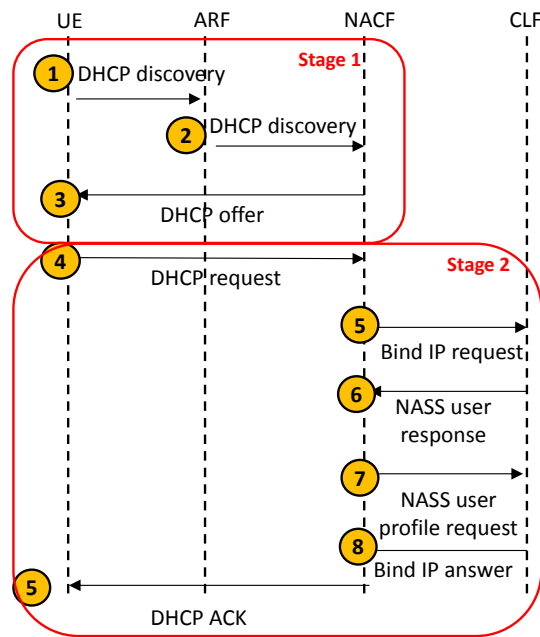 UE ARF NACF CLF
Stage 1
1 DHCP discovery
2 DHCP discovery
3
DHCP offer
4 Stage 2
DHCP request
5
Bind IP request
6
NASS user
response
7
NASS user
profile request
8
Bind IP answer
5
DHCP ACK